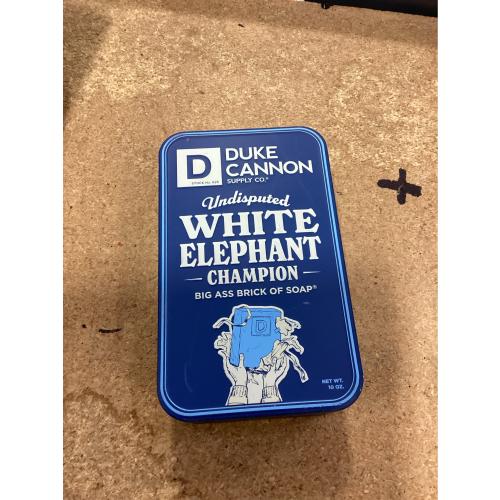 D
DUKE
CANNON
SUPPLY CO.®
Undisputed
WHITE
ELEPHANT
CHAMPION
BIG ASS BRICK OF SOAP®
D
NET WT.
10 OZ.